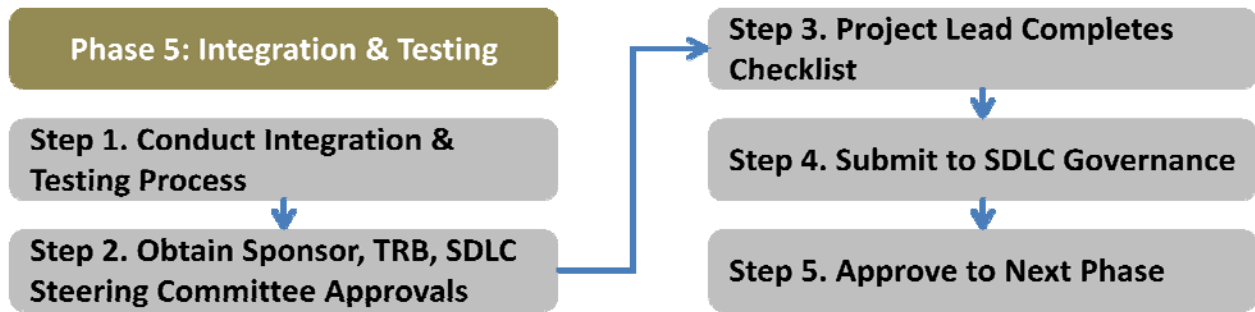 Phase 5: Integration & Testing
Step 1. Conduct Integration &
Testing Process
Step 2. Obtain Sponsor, TRB, SDLC
Steering Committee Approvals
Step 3. Project Lead Completes
Checklist
Step 4. Submit to SDLC Governance
Step 5. Approve to Next Phase